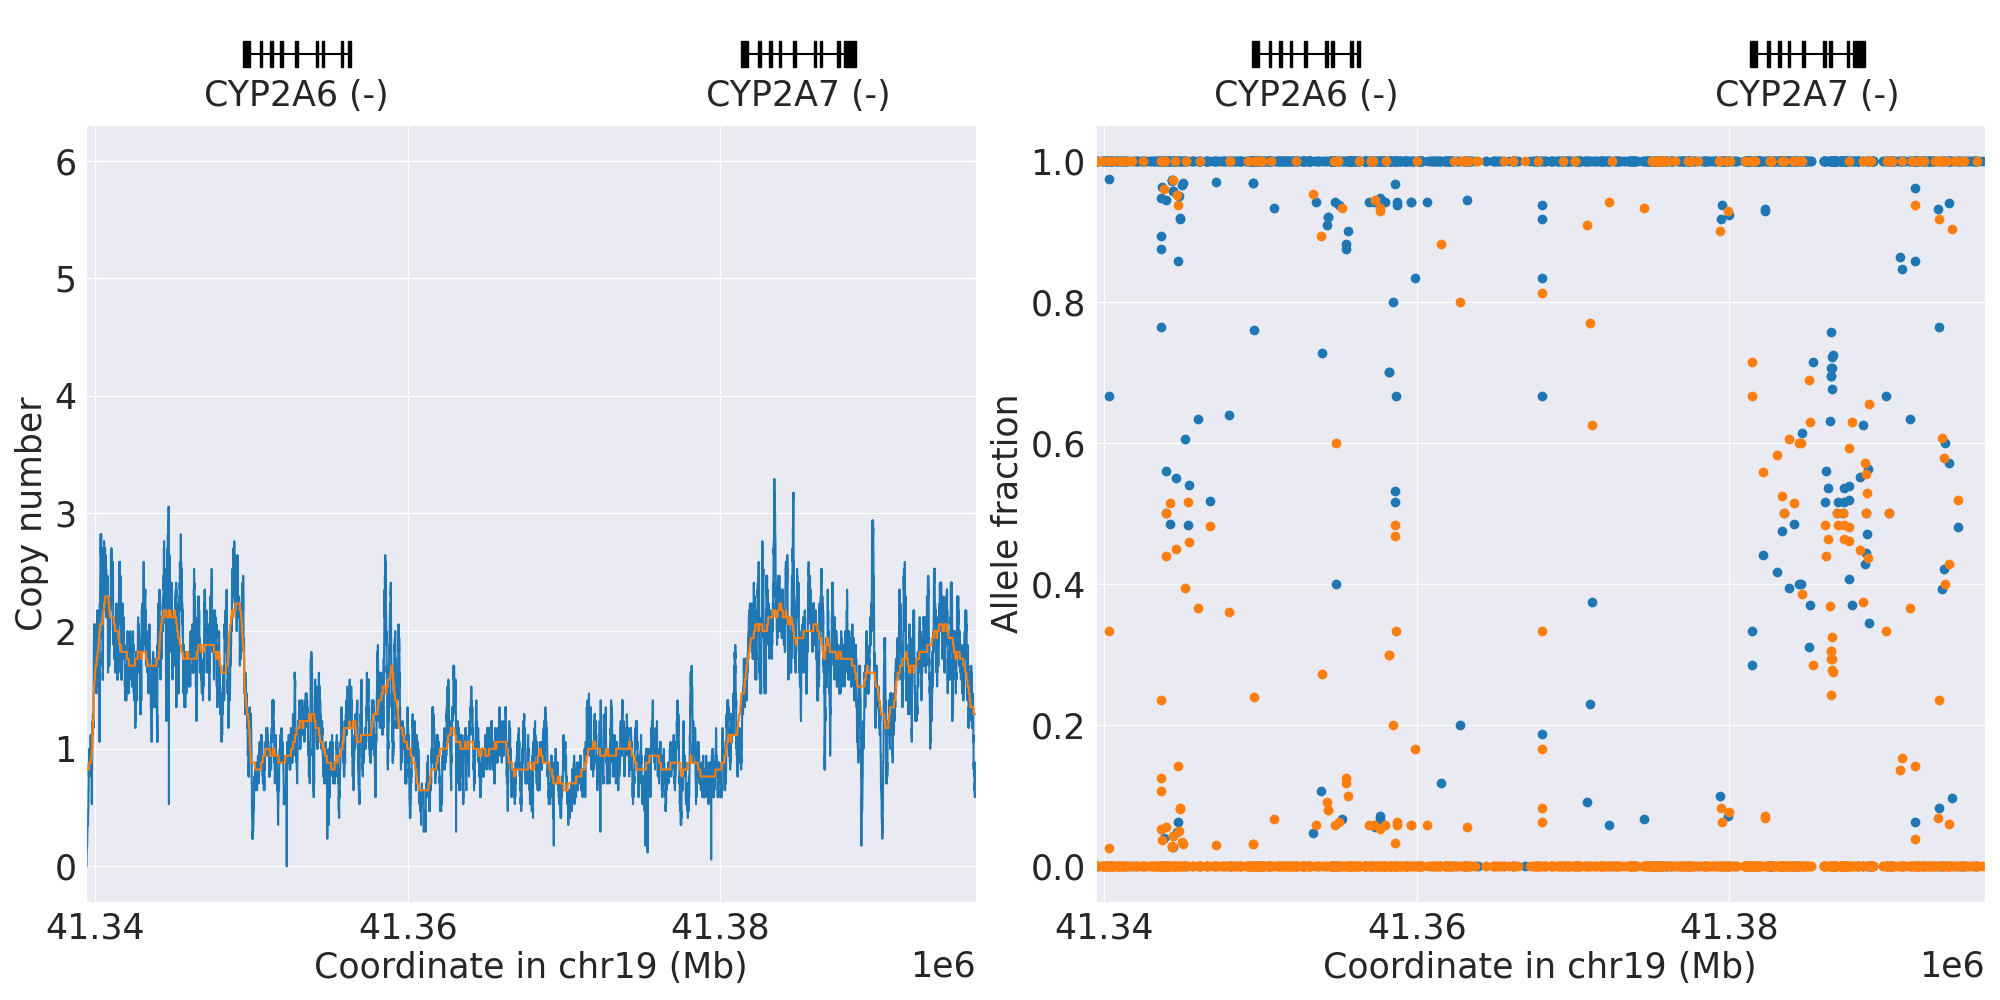 CYP2A6 (-)
CYP2A7 (-)
6
5
4
3
2
1
0
Copy number
41.34
41.36
41.38
Coordinate in chr19 (Mb)
1e6
CYP2A6 (-)
CYP2A7 (-)
1.0
0.8
0.6
0.4
0.2
0.0
Allele fraction
41.34
41.36
41.38
Coordinate in chr19 (Mb)
1e6